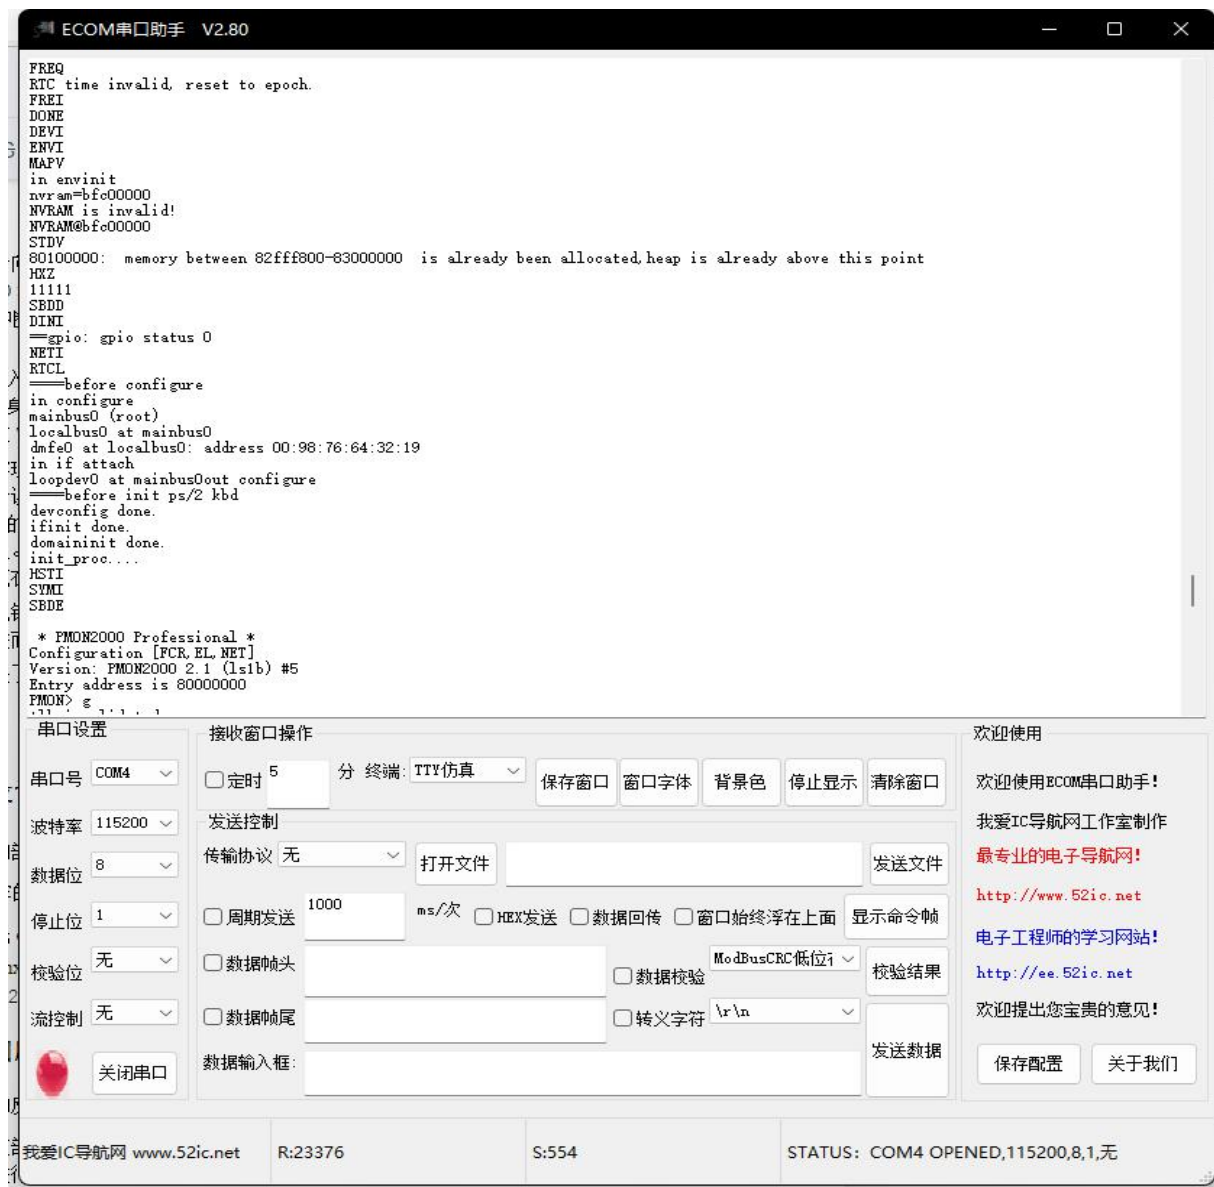 ECOM串口助手 V2.80
FREQ
RTC time invalid, reset to epoch.
FREI
DONE
DEVI
ENVI
MAPV
in envinit
nvram=bfc00000
NVRAM is invalid!
NVRAM@bfc00000
STDV
80100000:  memory between 82fff800-83000000  is already been allocated,heap is already above this point
HXZ
11111
SBDD
DINI
==gpio: gpio status 0
NETI
RTCL
====before configure
in configure
mainbus0 (root)
localbus0 at mainbus0
dmfe0 at localbus0: address 00:98:76:64:32:19
in if attach
loopdev0 at mainbus0out configure
====before init ps/2 kbd
devconfig done.
ifinit done.
domaininit done.
init_proc....
HSTI
SYMI
SBDE
* PMON2000 Professional *
Configuration [FCR,EL,NET]
Version: PMON2000 2.1 (ls1b) #5
Entry address is 80000000
PMON> g
串口设置
串口号 COM4
波特率 115200
数据位 8
停止位 1
校验位 无
流控制 无
关闭串口
接收窗口操作
定时 5 分 终端: TTY仿真 保存窗口 窗口字体 背景色 停止显示 清除窗口
发送控制
传输协议 无 打开文件 发送文件
周期发送 1000 ms/次 HEX发送 数据回传 窗口始终浮在上面 显示命令帧
数据帧头 数据校验 ModBusCRC低位 校验结果
数据帧尾 转义字符 \r\n
数据输入框: 发送数据
欢迎使用
欢迎使用ECOM串口助手!
我爱IC导航网工作室制作
最专业的电子导航网!
http://www.52ic.net
电子工程师的学习网站!
http://ee.52ic.net
欢迎提出您宝贵的意见!
保存配置 关于我们
我爱IC导航网 www.52ic.net R:23376 S:554 STATUS: COM4 OPENED,115200,8,1,无